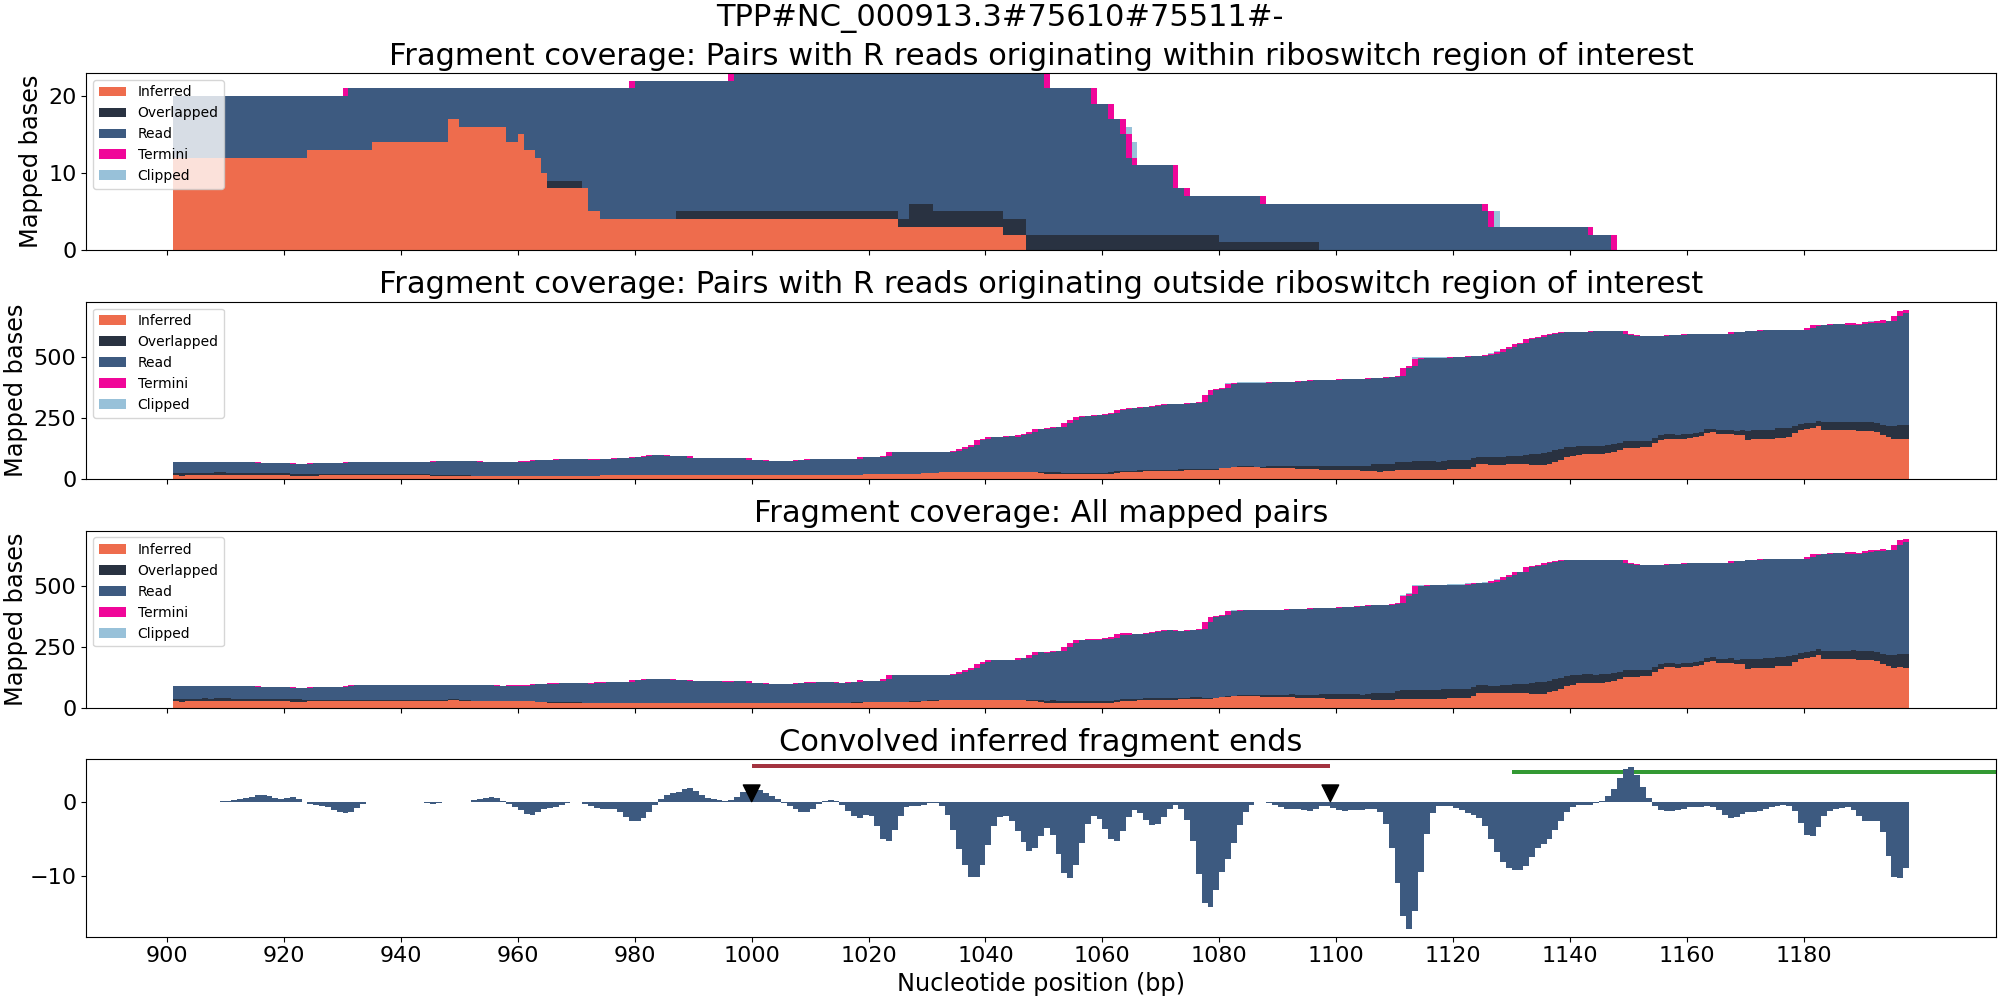 TPP#NC_000913.3#75610#75511#-
Fragment coverage: Pairs with R reads originating within riboswitch region of interest
Mapped bases
20
10
0
Inferred
Overlapped
Read
Termini
Clipped
Fragment coverage: Pairs with R reads originating outside riboswitch region of interest
Mapped bases
500
250
0
Inferred
Overlapped
Read
Termini
Clipped
Fragment coverage: All mapped pairs
Mapped bases
500
250
0
Inferred
Overlapped
Read
Termini
Clipped
Convolved inferred fragment ends
0
−10
900 920 940 960 980 1000 1020 1040 1060 1080 1100 1120 1140 1160 1180
Nucleotide position (bp)